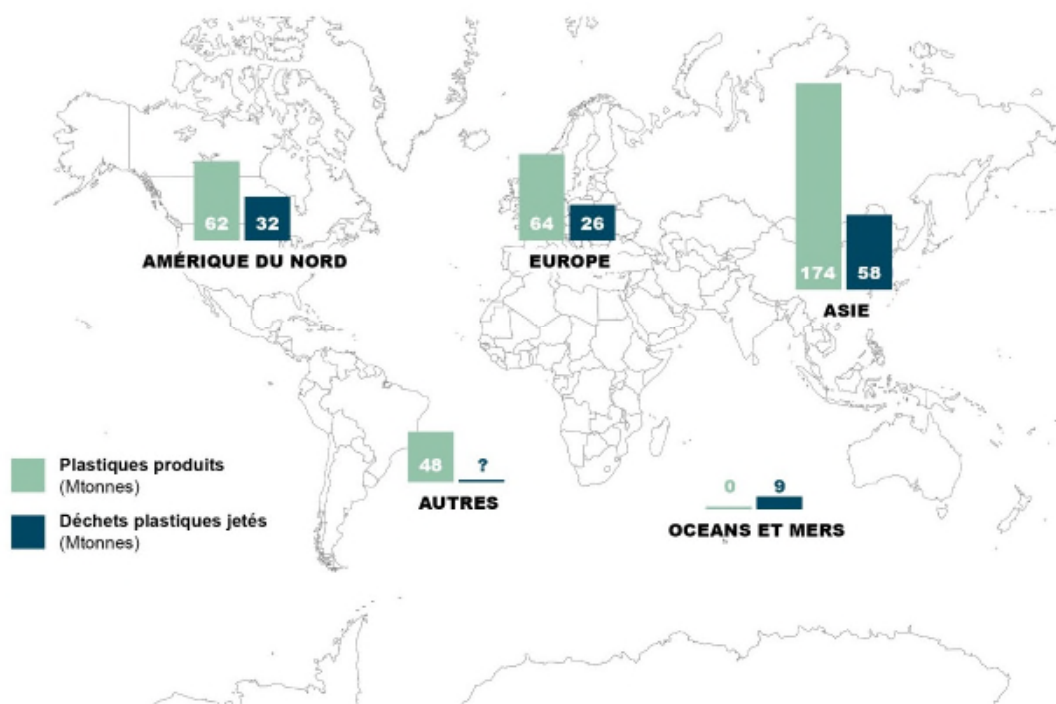 62
32
AMÉRIQUE DU NORD
64
26
EUROPE
174
58
ASIE
48
?
AUTRES
0
9
OCEANS ET MERS
Plastiques produits
(Mtonnes)
Déchets plastiques jetés
(Mtonnes)